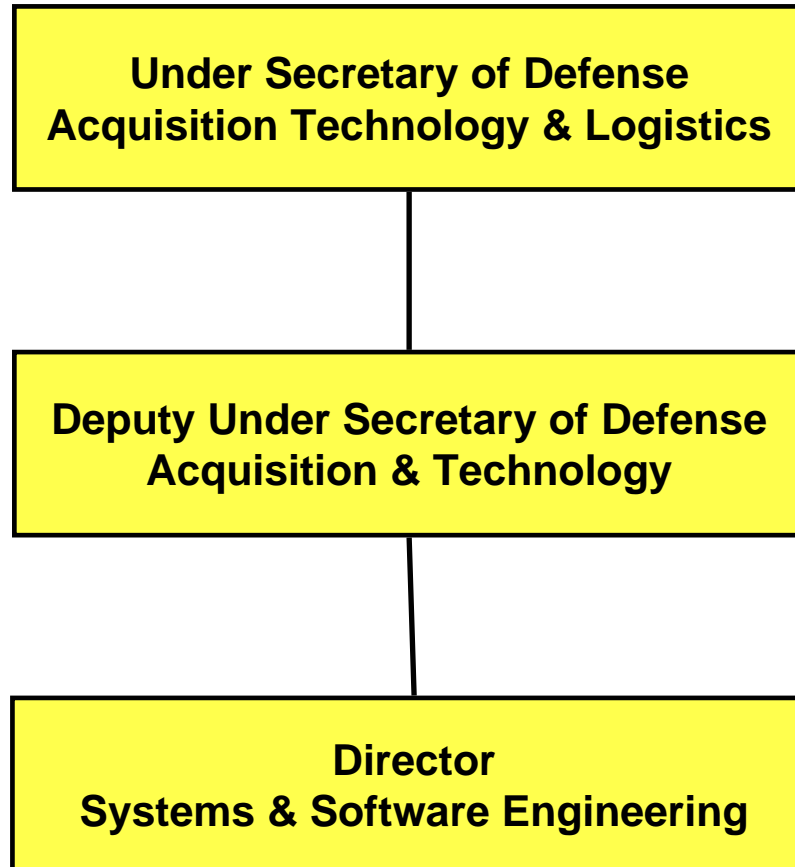 Under Secretary of Defense
Acquisition Technology & Logistics
Deputy Under Secretary of Defense
Acquisition & Technology
Director
Systems & Software Engineering